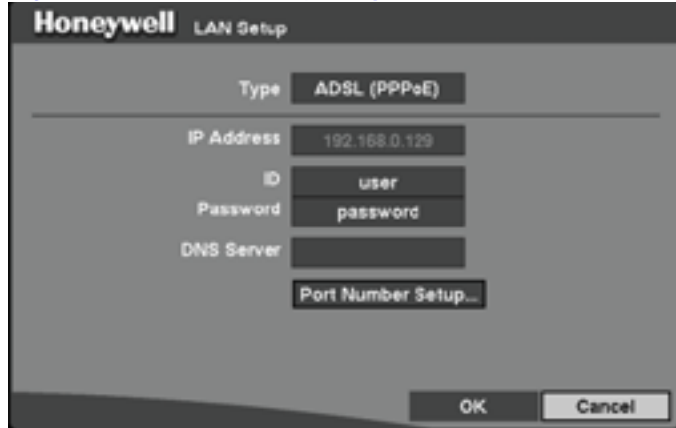 Honeywell LAN Setup
Type ADSL (PPPoE)
IP Address 192.168.0.129
ID user
Password password
DNS Server
Port Number Setup...
OK Cancel